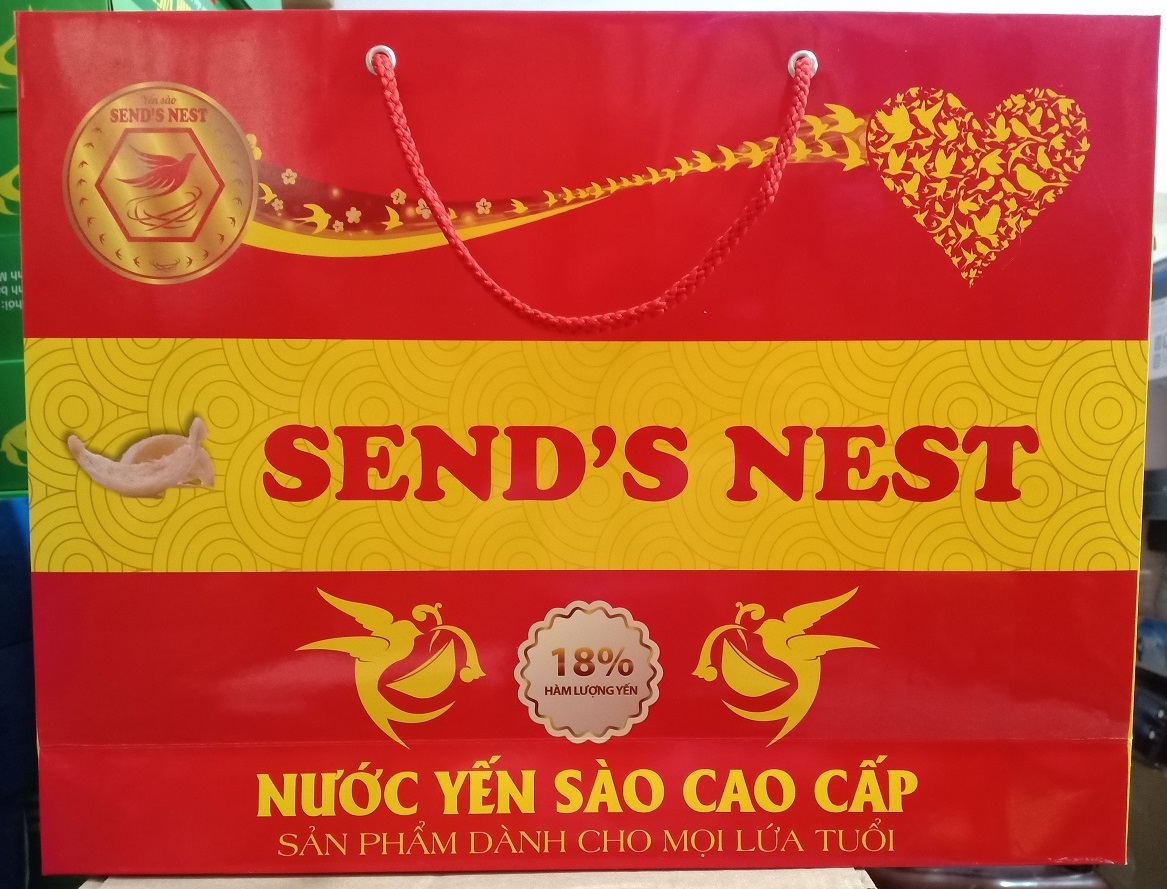 Yến sào
SEND'S NEST
SEND'S NEST
18%
HÀM LƯỢNG YẾN
NƯỚC YẾN SÀO CAO CẤP
SẢN PHẨM DÀNH CHO MỌI LỨA TUỔI